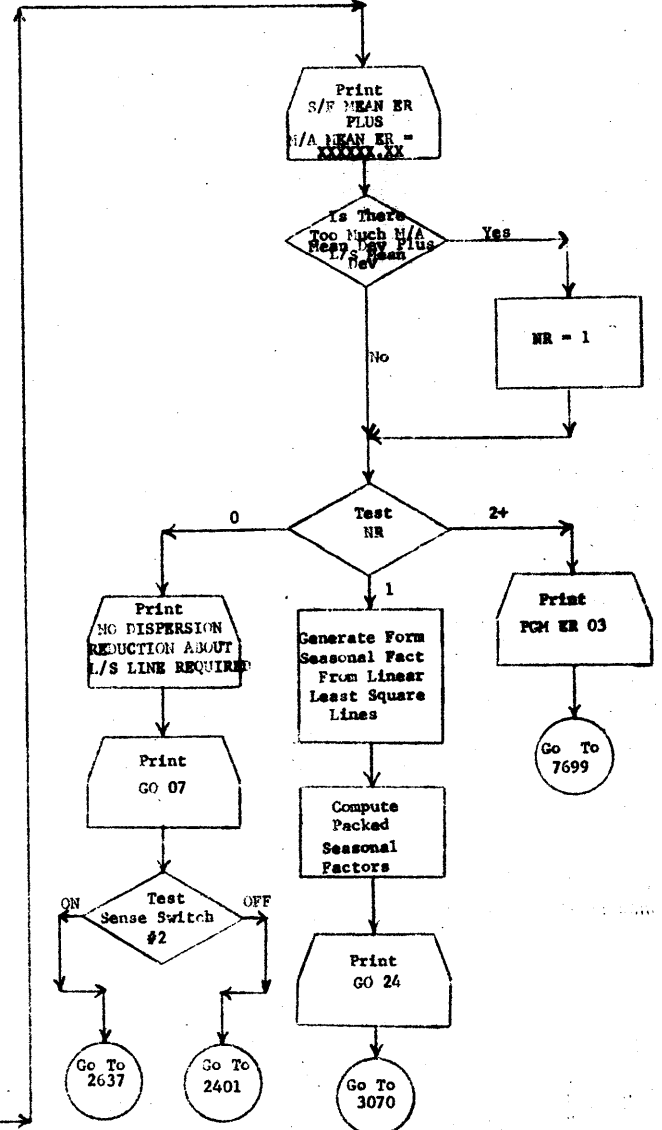 Print
S/F MEAN ER
PLUS
M/A MEAN ER =
XXXXXX.XX
Is There
Too Much M/A
Mean Dev Plus
L/S Mean
Dev
Yes
NR = 1
No
Test
NR
0
2+
1
Print
NO DISPERSION
REDUCTION ABOUT
L/S LINE REQUIRED
Generate Form
Seasonal Fact
From Linear
Least Square
Lines
Print
PGM ER 03
Go To
7699
Print
GO 07
Compute
Packed
Seasonal
Factors
Test
Sense Switch
#2
ON
OFF
Print
GO 24
Go To
2637
Go To
2401
Go To
3070